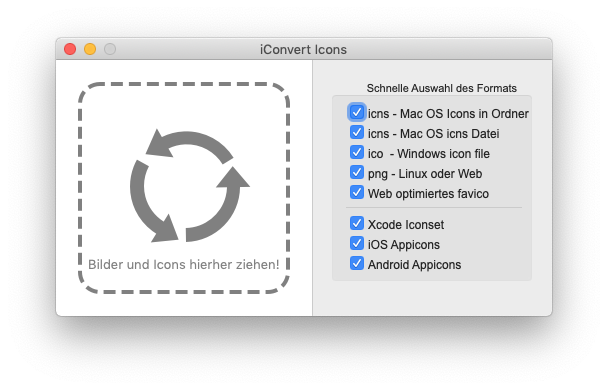 iConvert Icons
Bilder und Icons hierher ziehen!
Schnelle Auswahl des Formats
icns - Mac OS Icons in Ordner
icns - Mac OS icns Datei
ico - Windows icon file
png - Linux oder Web
Web optimiertes favico
Xcode Iconset
iOS Appicons
Android Appicons